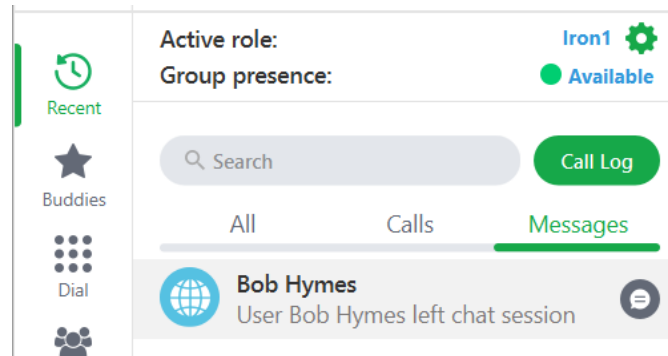 Active role: Iron1
Group presence: Available
Recent
Search Call Log
Buddies
All Calls Messages
Dial
Bob Hymes
User Bob Hymes left chat session